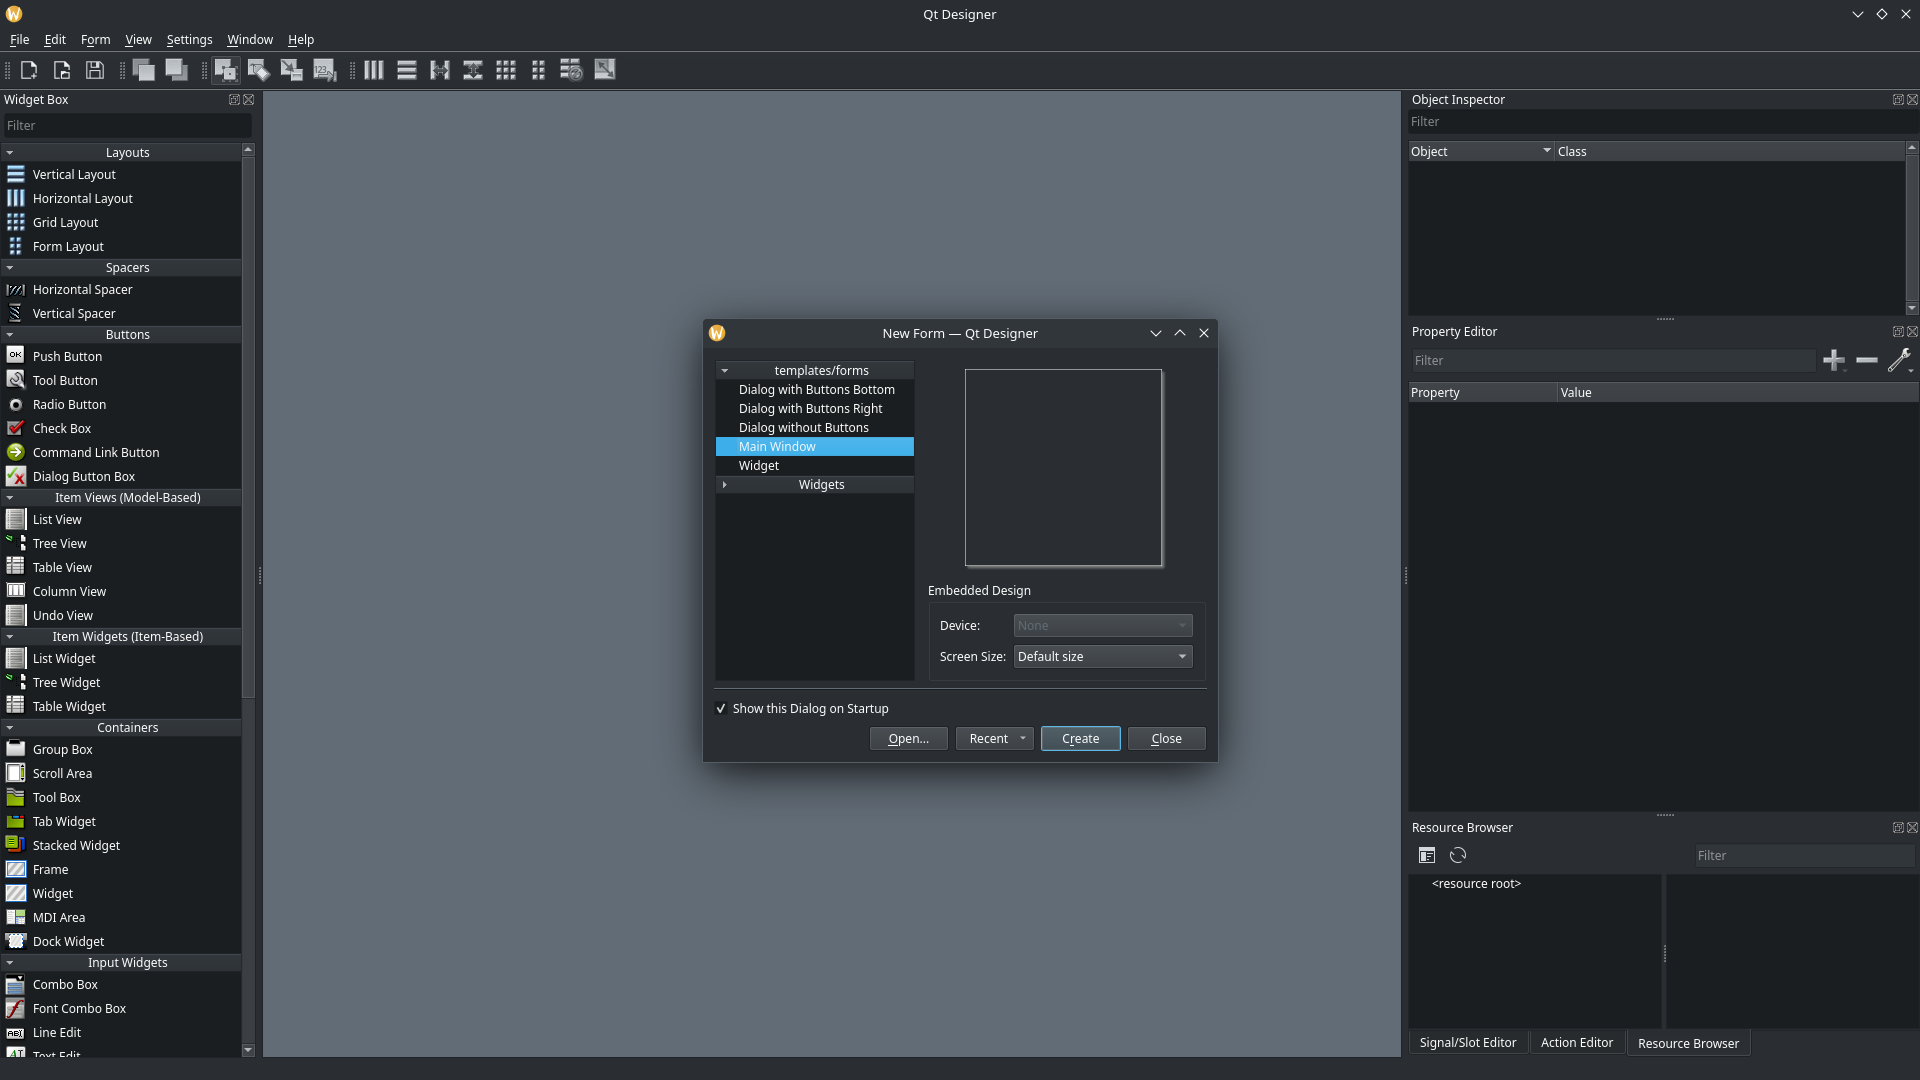 Qt Designer
File Edit Form View Settings Window Help
Widget Box
Filter
Layouts
Vertical Layout
Horizontal Layout
Grid Layout
Form Layout
Spacers
Horizontal Spacer
Vertical Spacer
Buttons
Push Button
Tool Button
Radio Button
Check Box
Command Link Button
Dialog Button Box
Item Views (Model-Based)
List View
Tree View
Table View
Column View
Undo View
Item Widgets (Item-Based)
List Widget
Tree Widget
Table Widget
Containers
Group Box
Scroll Area
Tool Box
Tab Widget
Stacked Widget
Frame
Widget
MDI Area
Dock Widget
Input Widgets
Combo Box
Font Combo Box
Line Edit
Text Edit
New Form — Qt Designer
templates/forms
Dialog with Buttons Bottom
Dialog with Buttons Right
Dialog without Buttons
Main Window
Widget
Widgets
Embedded Design
Device: None
Screen Size: Default size
Show this Dialog on Startup
Open... Recent Create Close
Object Inspector
Filter
Object Class
Property Editor
Filter
Property Value
Resource Browser
Filter
<resource root>
Signal/Slot Editor Action Editor Resource Browser